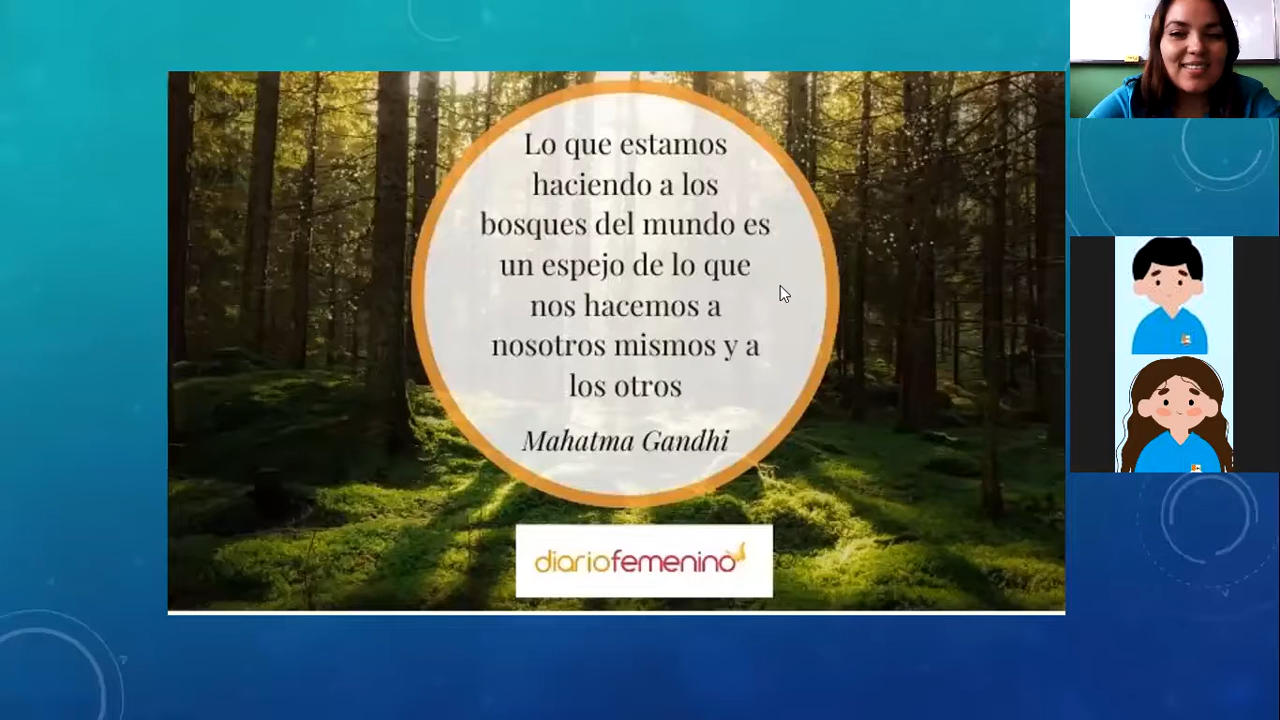 Lo que estamos
haciendo a los
bosques del mundo es
un espejo de lo que
nos hacemos a
nosotros mismos y a
los otros
Mahatma Gandhi
diariofemenino